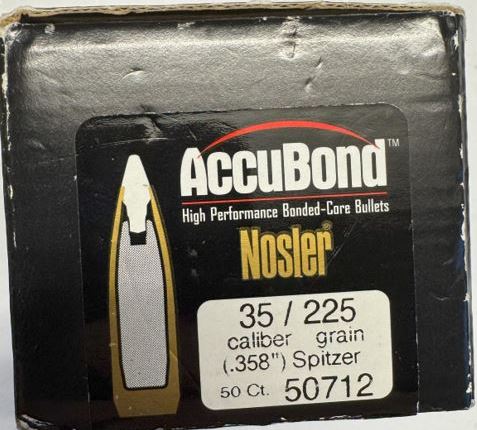 AccuBond™
High Performance Bonded-Core Bullets
Nosler®
35 / 225
caliber grain
(.358") Spitzer
50 Ct. 50712